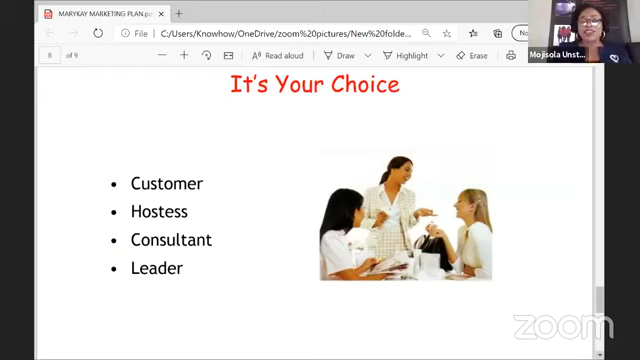 MARYKAY MARKETING PLAN.pd
File
C:/Users/Knowhow/OneDrive/zoom%20pictures/New%20folde
8
of 9
Read aloud
Draw
Highlight
Erase
Mojisola Unst...
It's Your Choice
• Customer
• Hostess
• Consultant
• Leader
zoom